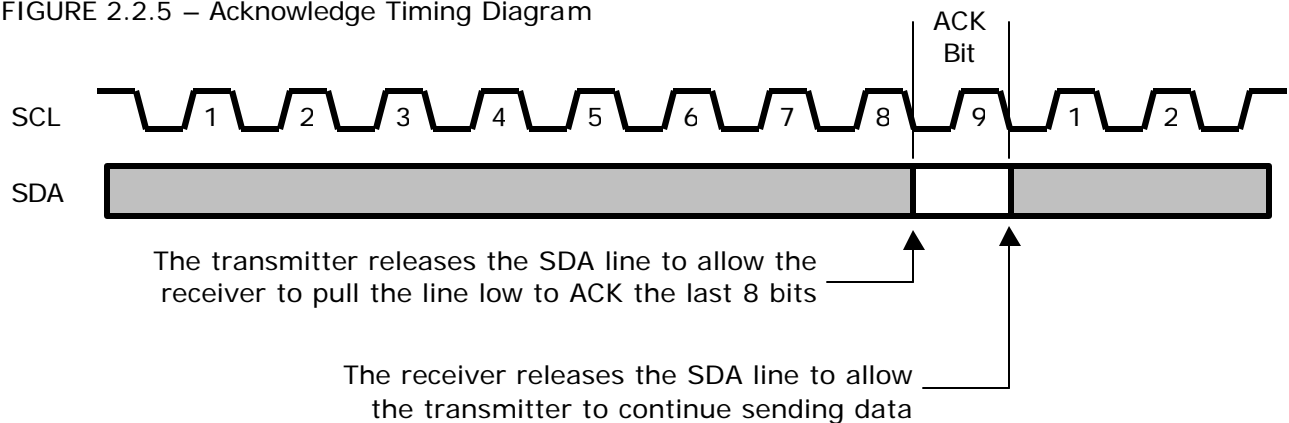 FIGURE 2.2.5 – Acknowledge Timing Diagram
ACK
Bit
SCL
1 2 3 4 5 6 7 8 9 1 2
SDA
The transmitter releases the SDA line to allow the
receiver to pull the line low to ACK the last 8 bits
The receiver releases the SDA line to allow
the transmitter to continue sending data